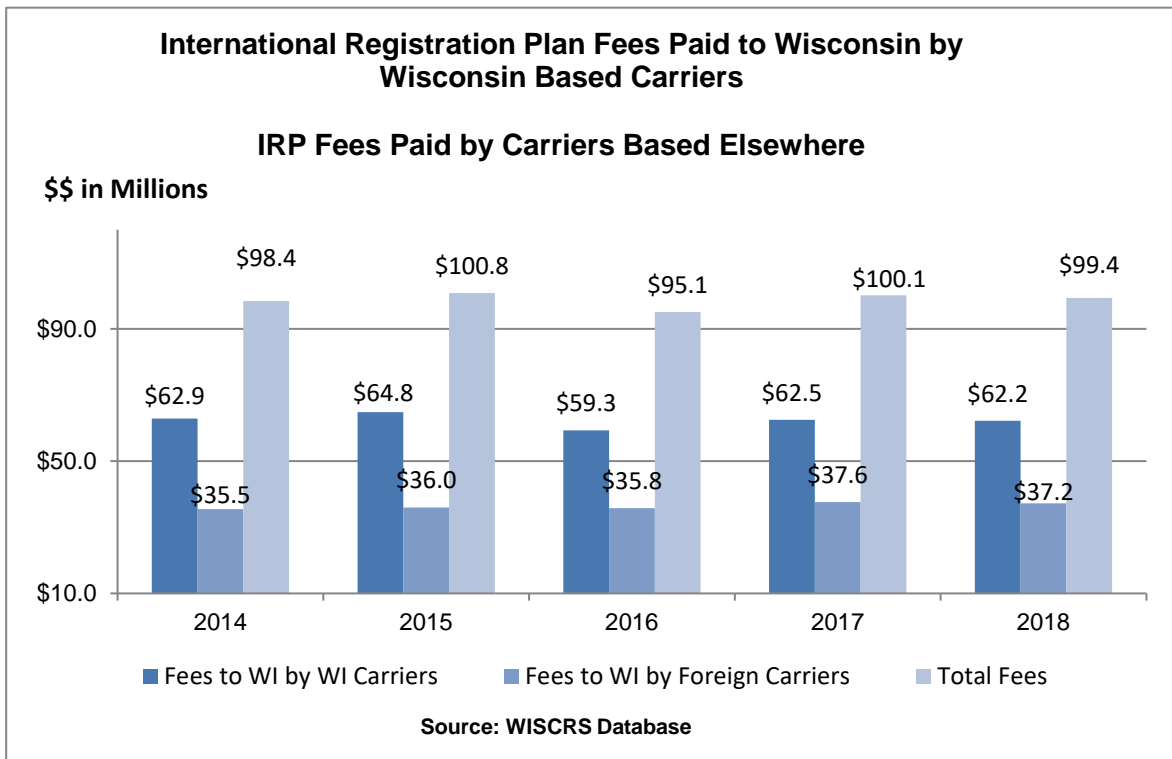 International Registration Plan Fees Paid to Wisconsin by
Wisconsin Based Carriers
IRP Fees Paid by Carriers Based Elsewhere
$$ in Millions
$98.4
$100.8
$95.1
$100.1
$99.4
$90.0
$62.9
$64.8
$59.3
$62.5
$62.2
$50.0
$35.5
$36.0
$35.8
$37.6
$37.2
$10.0
2014
2015
2016
2017
2018
Fees to WI by WI Carriers
Fees to WI by Foreign Carriers
Total Fees
Source: WISCRS Database